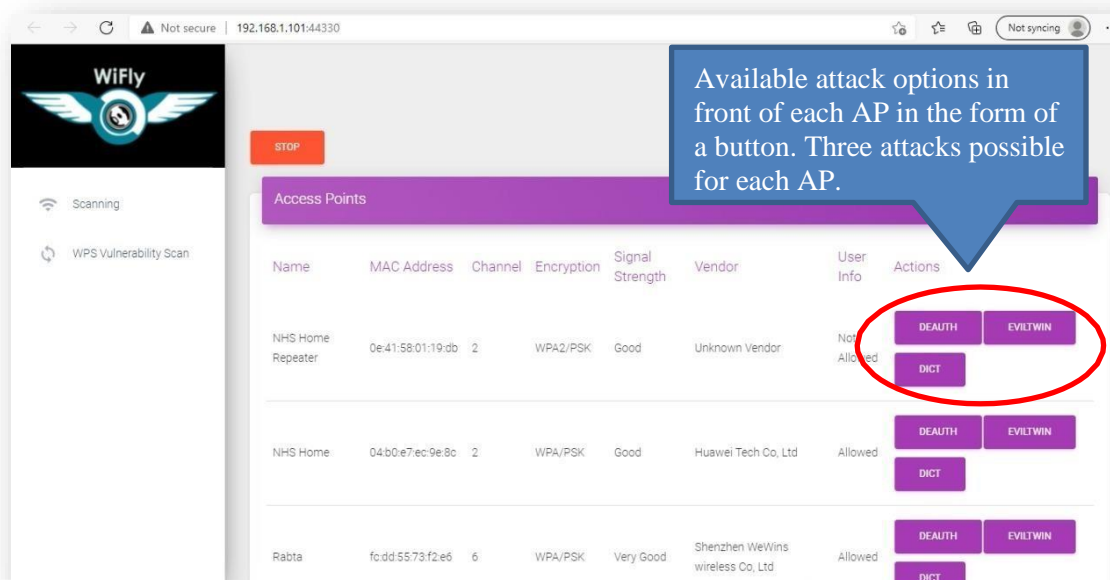 Not secure 192.168.1.101:44330 Not syncing
WiFly
Available attack options in
front of each AP in the form of
a button. Three attacks possible
for each AP.
STOP
Scanning
WPS Vulnerability Scan
Access Points
Name MAC Address Channel Encryption Signal Strength Vendor User Info Actions
NHS Home Repeater 0e:41:58:01:19:db 2 WPA2/PSK Good Unknown Vendor Not Allowed DEAUTH EVILTWIN
DICT
NHS Home 04:b0:e7:ec:9e:8c 2 WPA/PSK Good Huawei Tech Co, Ltd Allowed DEAUTH EVILTWIN
DICT
Rabta fc:dd:55:73:f2:e6 6 WPA/PSK Very Good Shenzhen WeWins wireless Co, Ltd Allowed DEAUTH EVILTWIN
DICT